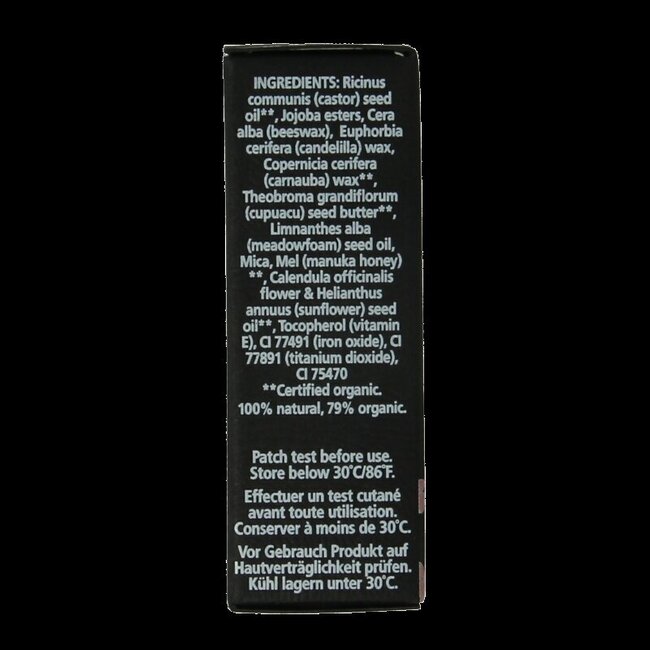 INGREDIENTS: Ricinus
communis (castor) seed
oil**, Jojoba esters, Cera
alba (beeswax), Euphorbia
cerifera (candelilla) wax,
Copernicia cerifera
(carnauba) wax**,
Theobroma grandiflorum
(cupuacu) seed butter**,
Limnanthes alba
(meadowfoam) seed oil,
Mica, Mel (manuka honey)
**, Calendula officinalis
flower & Helianthus
annuus (sunflower) seed
oil**, Tocopherol (vitamin
E), CI 77491 (iron oxide), CI
77891 (titanium dioxide),
CI 75470
**Certified organic.
100% natural, 79% organic.
Patch test before use.
Store below 30°C/86°F.
Effectuer un test cutané
avant toute utilisation.
Conserver à moins de 30°C.
Vor Gebrauch Produkt auf
Hautverträglichkeit prüfen.
Kühl lagern unter 30°C.